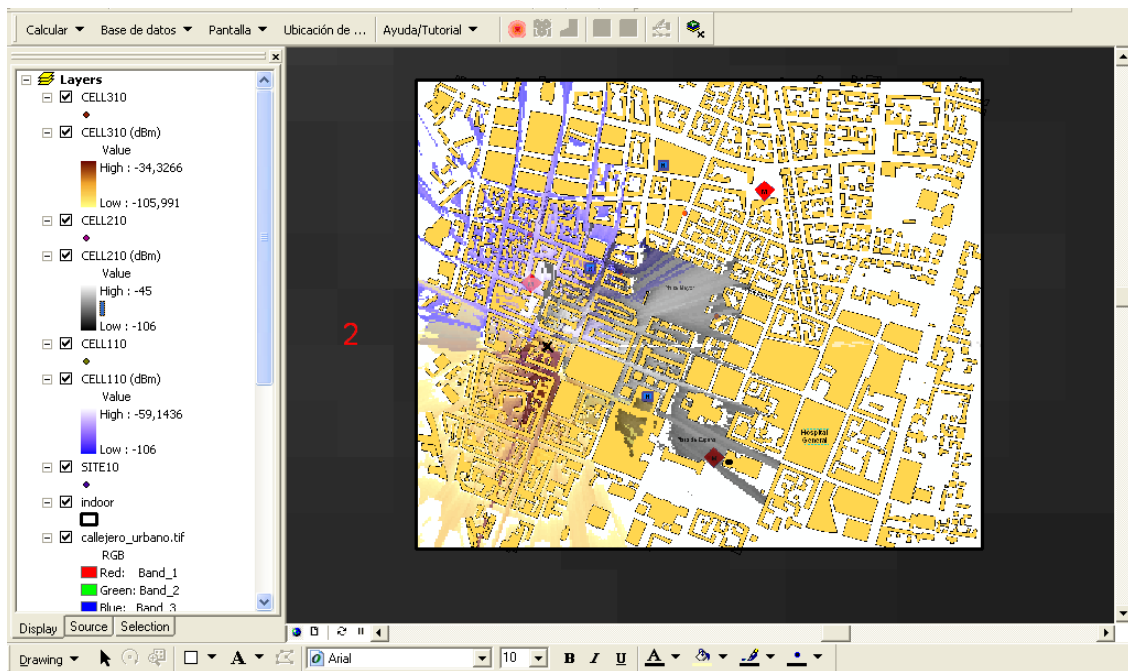 Calcular Base de datos Pantalla Ubicación de ... Ayuda/Tutorial
Layers
CELL310
CELL310 (dBm)
Value
High : -34,3266
Low : -105,991
CELL210
CELL210 (dBm)
Value
High : -45
Low : -106
CELL110
CELL110 (dBm)
Value
High : -59,1436
Low : -106
SITE10
indoor
callejero_urbano.tif
RGB
Red: Band_1
Green: Band_2
Blue: Band_3
Display Source Selection
2
Plaza de España
Hospital
General
Drawing A Arial 10 B I U A